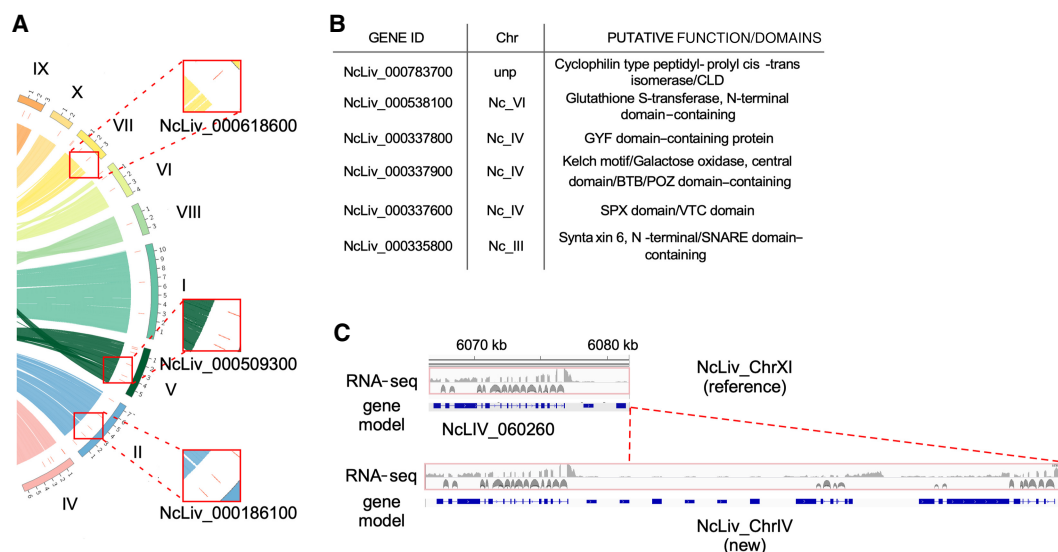 A
IX
X
VII
VI
VIII
I
V
II
IV
NcLiv_000618600
NcLiv_000509300
NcLiv_000186100
B
GENE ID Chr PUTATIVE FUNCTION/DOMAINS
NcLiv_000783700 unp Cyclophilin type peptidyl- prolyl cis -trans
isomerase/CLD
NcLiv_000538100 Nc_VI Glutathione S-transferase, N-terminal
domain–containing
NcLiv_000337800 Nc_IV GYF domain–containing protein
NcLiv_000337900 Nc_IV Kelch motif/Galactose oxidase, central
domain/BTB/POZ domain–containing
NcLiv_000337600 Nc_IV SPX domain/VTC domain
NcLiv_000335800 Nc_III Synta xin 6, N -terminal/SNARE domain–
containing
C
6070 kb 6080 kb
RNA-seq
gene
model
NcLIV_060260
NcLiv_ChrXI
(reference)
RNA-seq
gene
model
NcLiv_ChrIV
(new)